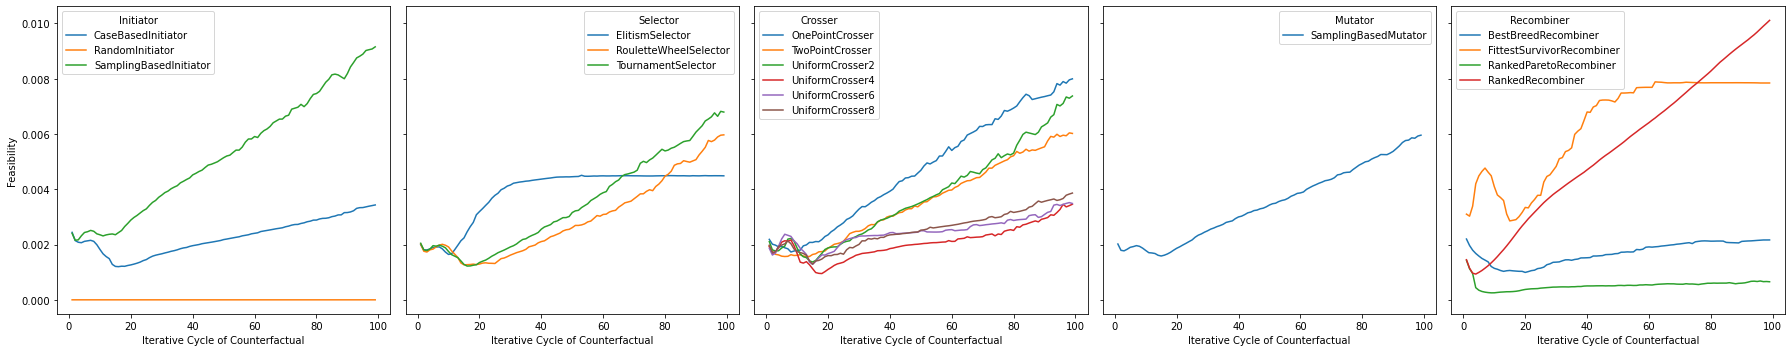 Feasibility
0.010
0.008
0.006
0.004
0.002
0.000
Initiator
CaseBasedInitiator
RandomInitiator
SamplingBasedInitiator
0 20 40 60 80 100
Iterative Cycle of Counterfactual
Selector
ElitismSelector
RouletteWheelSelector
TournamentSelector
0 20 40 60 80 100
Iterative Cycle of Counterfactual
Crosser
OnePointCrosser
TwoPointCrosser
UniformCrosser2
UniformCrosser4
UniformCrosser6
UniformCrosser8
0 20 40 60 80 100
Iterative Cycle of Counterfactual
Mutator
SamplingBasedMutator
0 20 40 60 80 100
Iterative Cycle of Counterfactual
Recombiner
BestBreedRecombiner
FittestSurvivorRecombiner
RankedParetoRecombiner
RankedRecombiner
0 20 40 60 80 100
Iterative Cycle of Counterfactual